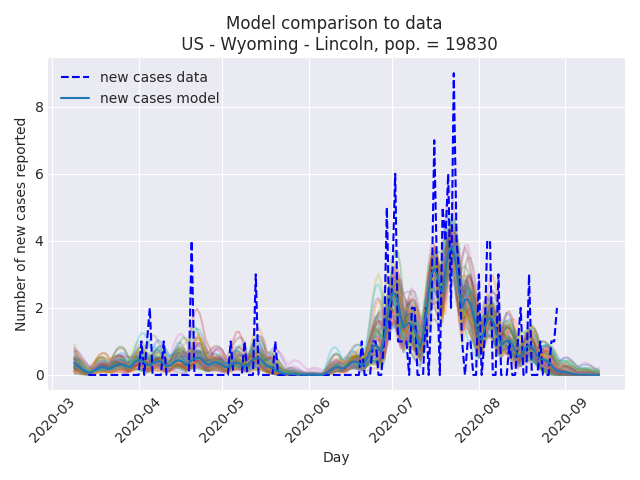 Model comparison to data
US - Wyoming - Lincoln, pop. = 19830
new cases data
new cases model
Number of new cases reported
8
6
4
2
0
2020-03
2020-04
2020-05
2020-06
2020-07
2020-08
2020-09
Day